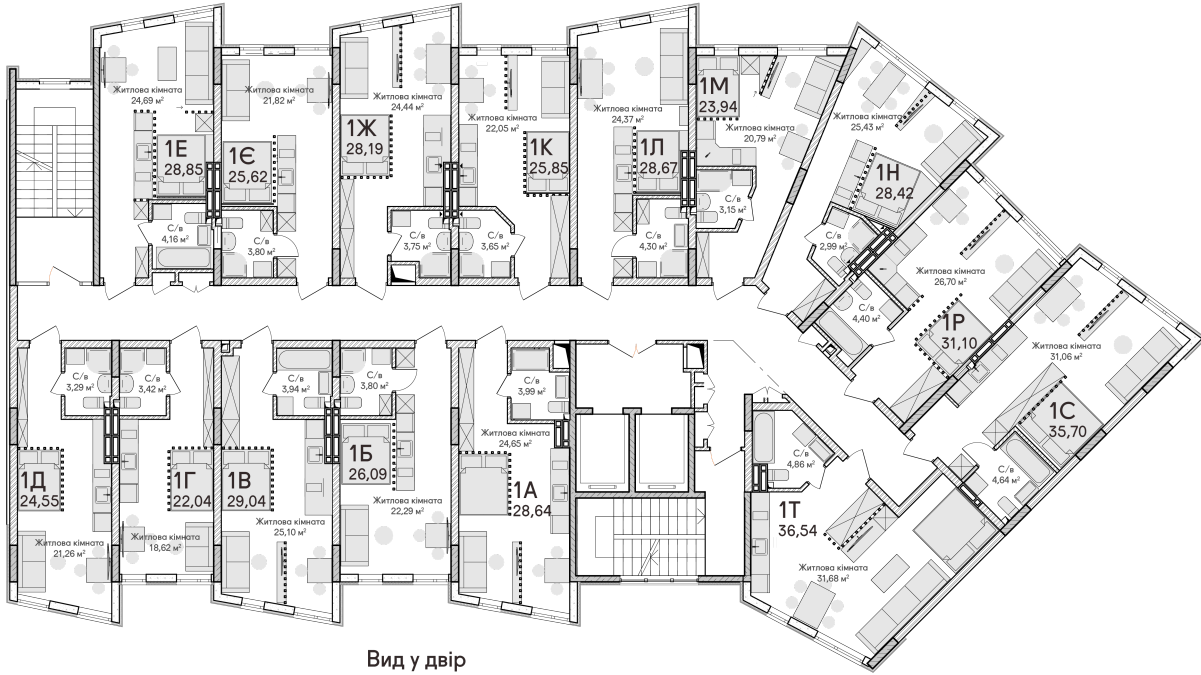 Житлова кімната
24,69 м²
1Е
28,85
С/в
4,16 м²
Житлова кімната
21,82 м²
1Є
25,62
С/в
3,80 м²
Житлова кімната
24,44 м²
1Ж
28,19
С/в
3,75 м²
Житлова кімната
22,05 м²
1К
25,85
С/в
3,65 м²
Житлова кімната
24,37 м²
1Л
28,67
С/в
4,30 м²
1М
23,94
Житлова кімната
20,79 м²
С/в
3,15 м²
Житлова кімната
25,43 м²
1Н
28,42
С/в
2,99 м²
Житлова кімната
26,70 м²
С/в
4,40 м²
1Р
31,10
Житлова кімната
31,06 м²
1С
35,70
С/в
4,64 м²
С/в
3,29 м²
1Д
24,55
Житлова кімната
21,26 м²
С/в
3,42 м²
1Г
22,04
Житлова кімната
18,62 м²
С/в
3,94 м²
1В
29,04
Житлова кімната
25,10 м²
С/в
3,80 м²
1Б
26,09
Житлова кімната
22,29 м²
С/в
3,99 м²
Житлова кімната
24,65 м²
1А
28,64
С/в
4,86 м²
1Т
36,54
Житлова кімната
31,68 м²
Вид у двір